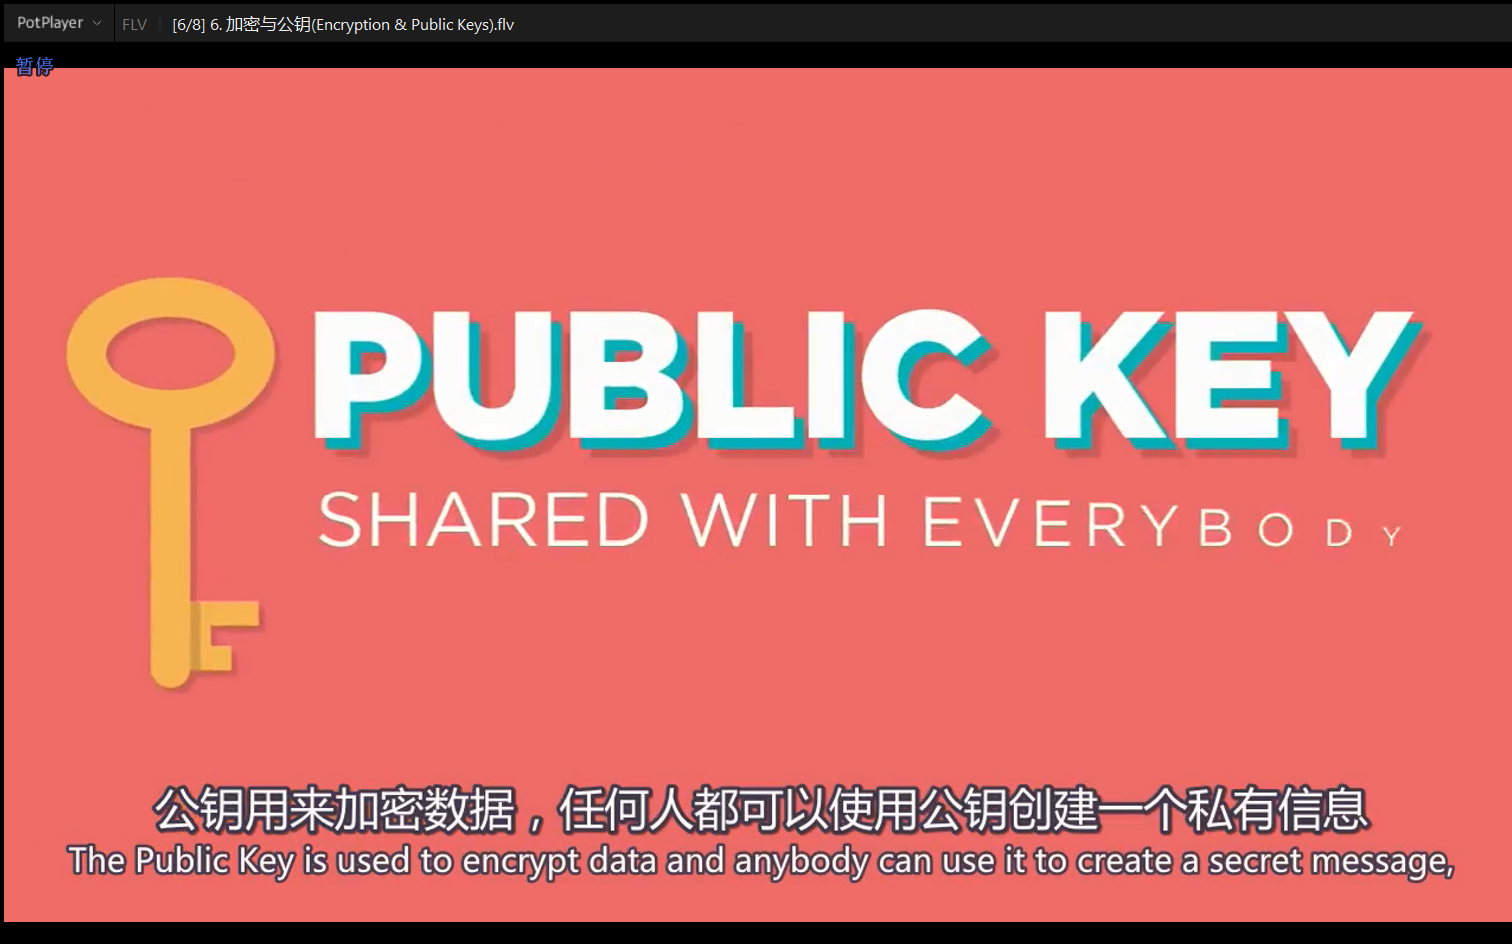 PotPlayer FLV [6/8] 6. 加密与公钥(Encryption & Public Keys).flv
暂停
PUBLIC KEY
SHARED WITH EVERYBODY
公钥用来加密数据，任何人都可以使用公钥创建一个私有信息
The Public Key is used to encrypt data and anybody can use it to create a secret message,